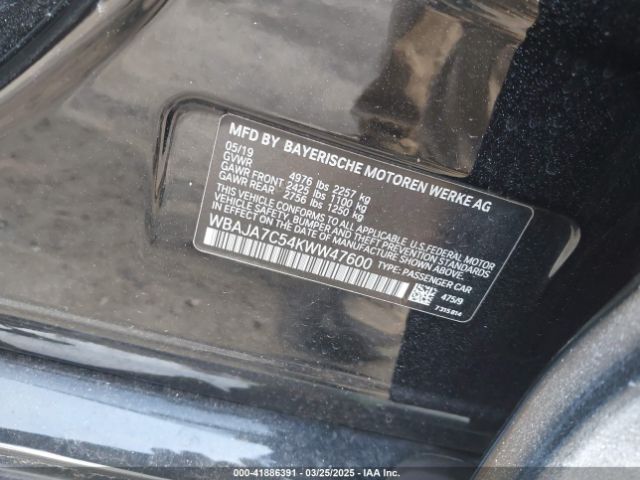 MFD BY BAYERISCHE MOTOREN WERKE AG
05/19
GVWR 4976 lbs 2257 kg
GAWR FRONT 2425 lbs 1100 kg
GAWR REAR 2756 lbs 1250 kg
THIS VEHICLE CONFORMS TO ALL APPLICABLE U.S. FEDERAL MOTOR
VEHICLE SAFETY, BUMPER AND THEFT PREVENTION STANDARDS
IN EFFECT ON THE DATE OF MANUFACTURE SHOWN ABOVE.
WBAJA7C54KWW47600 TYPE: PASSENGER CAR
475/9
7315814
000-41886391 - 03/25/2025 - IAA Inc.